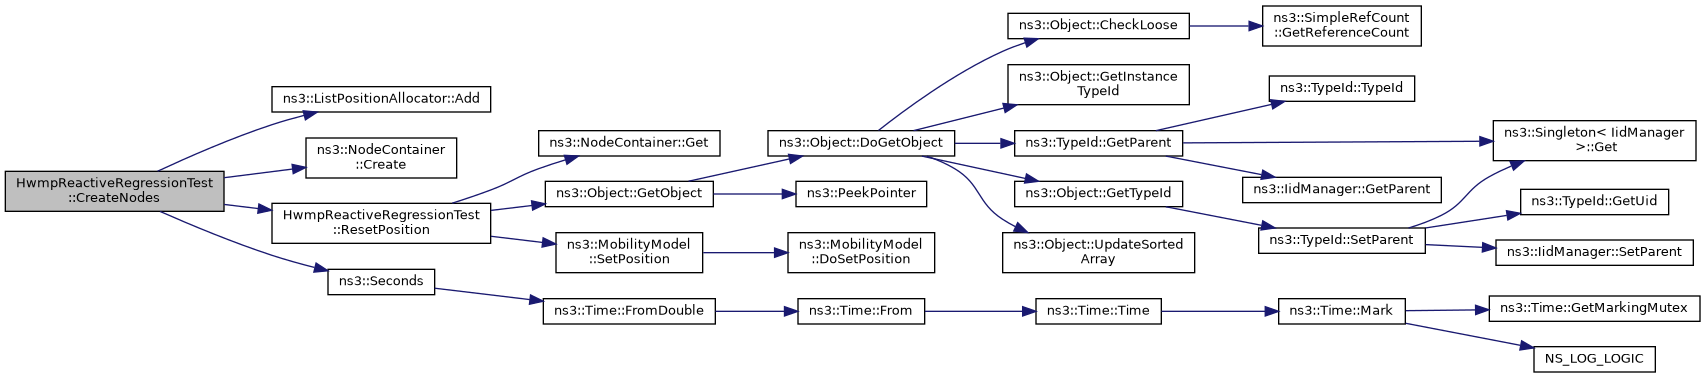 HwmpReactiveRegressionTest
::CreateNodes
ns3::ListPositionAllocator::Add
ns3::NodeContainer
::Create
HwmpReactiveRegressionTest
::ResetPosition
ns3::Seconds
ns3::NodeContainer::Get
ns3::Object::GetObject
ns3::MobilityModel
::SetPosition
ns3::Time::FromDouble
ns3::Object::DoGetObject
ns3::PeekPointer
ns3::MobilityModel
::DoSetPosition
ns3::Time::From
ns3::Object::CheckLoose
ns3::Object::GetInstance
TypeId
ns3::TypeId::GetParent
ns3::Object::GetTypeId
ns3::Object::UpdateSorted
Array
ns3::Time::Time
ns3::SimpleRefCount
::GetReferenceCount
ns3::TypeId::TypeId
ns3::IidManager::GetParent
ns3::TypeId::SetParent
ns3::Time::Mark
ns3::Singleton< IidManager
>::Get
ns3::TypeId::GetUid
ns3::IidManager::SetParent
ns3::Time::GetMarkingMutex
NS_LOG_LOGIC